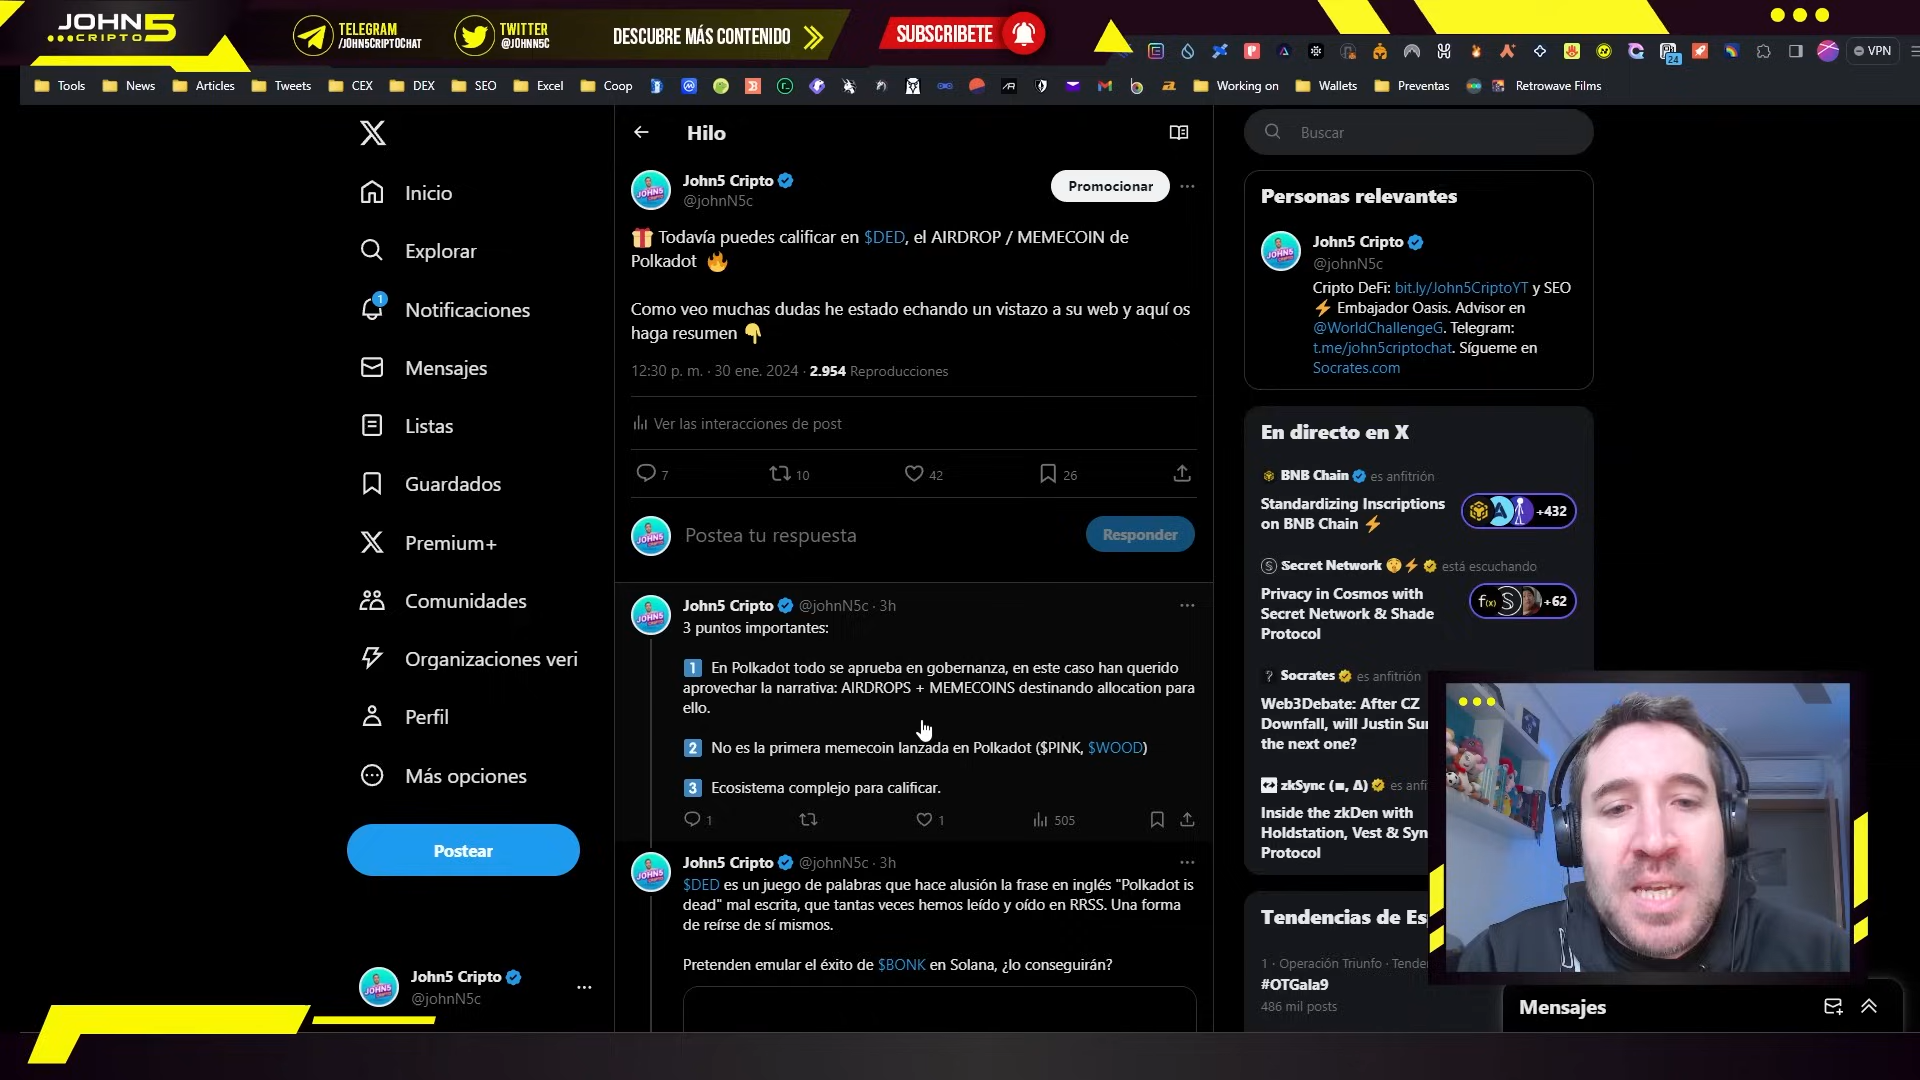 JOHN 5
CRIPTO
TELEGRAM
/JOHN5CRIPTOCHAT
TWITTER
@JOHNN5C
DESCUBRE MÁS CONTENIDO
SUBSCRIBETE
24
VPN
Tools
News
Articles
Tweets
CEX
DEX
SEO
Excel
Coop
Working on
Wallets
Preventas
Retrowave Films
Inicio
Explorar
1
Notificaciones
Mensajes
Listas
Guardados
Premium+
Comunidades
Organizaciones veri
Perfil
Más opciones
Postear
John5 Cripto
@johnN5c
Hilo
John5 Cripto
@johnN5c
Promocionar
Todavía puedes calificar en $DED, el AIRDROP / MEMECOIN de
Polkadot
Como veo muchas dudas he estado echando un vistazo a su web y aquí os
haga resumen
12:30 p. m. · 30 ene. 2024 · 2.954 Reproducciones
Ver las interacciones de post
7
10
42
26
Postea tu respuesta
Responder
John5 Cripto @johnN5c · 3h
3 puntos importantes:
1 En Polkadot todo se aprueba en gobernanza, en este caso han querido
aprovechar la narrativa: AIRDROPS + MEMECOINS destinando allocation para
ello.
2 No es la primera memecoin lanzada en Polkadot ($PINK, $WOOD)
3 Ecosistema complejo para calificar.
1
1
505
John5 Cripto @johnN5c · 3h
$DED es un juego de palabras que hace alusión la frase en inglés "Polkadot is
dead" mal escrita, que tantas veces hemos leído y oído en RRSS. Una forma
de reírse de sí mismos.
Pretenden emular el éxito de $BONK en Solana, ¿lo conseguirán?
Buscar
Personas relevantes
John5 Cripto
@johnN5c
Cripto DeFi: bit.ly/John5CriptoYT y SEO
Embajador Oasis. Advisor en
@WorldChallengeG. Telegram:
t.me/john5criptochat. Sígueme en
Socrates.com
En directo en X
BNB Chain es anfitrión
Standardizing Inscriptions
on BNB Chain
+432
Secret Network está escuchando
Privacy in Cosmos with
Secret Network & Shade
Protocol
f(x)
+62
Socrates es anfitrión
Web3Debate: After CZ
Downfall, will Justin Sun
the next one?
zkSync (∎, ∆) es anfi
Inside the zkDen with
Holdstation, Vest & Syn
Protocol
Tendencias de Es
1 · Operación Triunfo · Tende
#OTGala9
486 mil posts
Mensajes